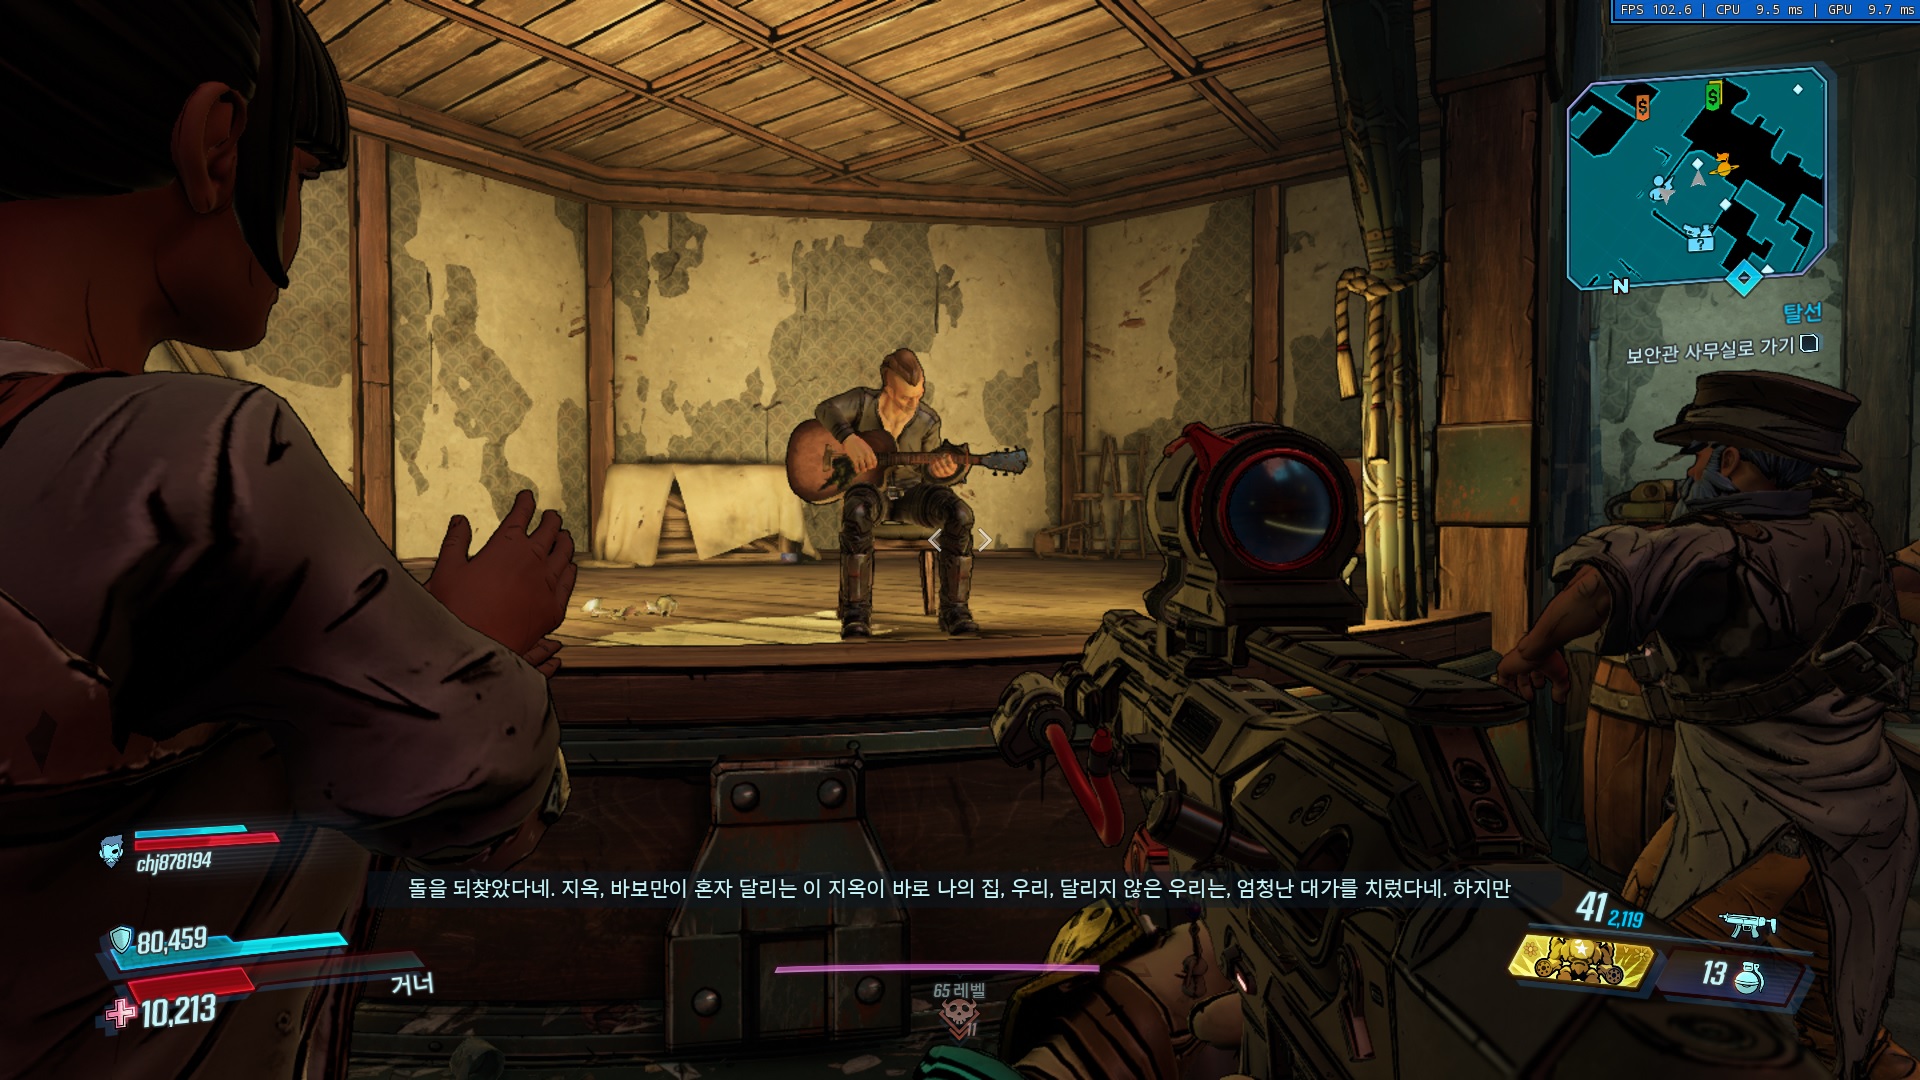 FPS 102.6 | CPU 9.5 ms | GPU 9.7 ms
$ $
?
N
탈선
보안관 사무실로 가기
chj878194
돌을 되찾았다네. 지옥, 바보만이 혼자 달리는 이 지옥이 바로 나의 집, 우리, 달리지 않은 우리는, 엄청난 대가를 치렀다네. 하지만
41 2,119
80,459
13
거너
10,213
65 레벨
11